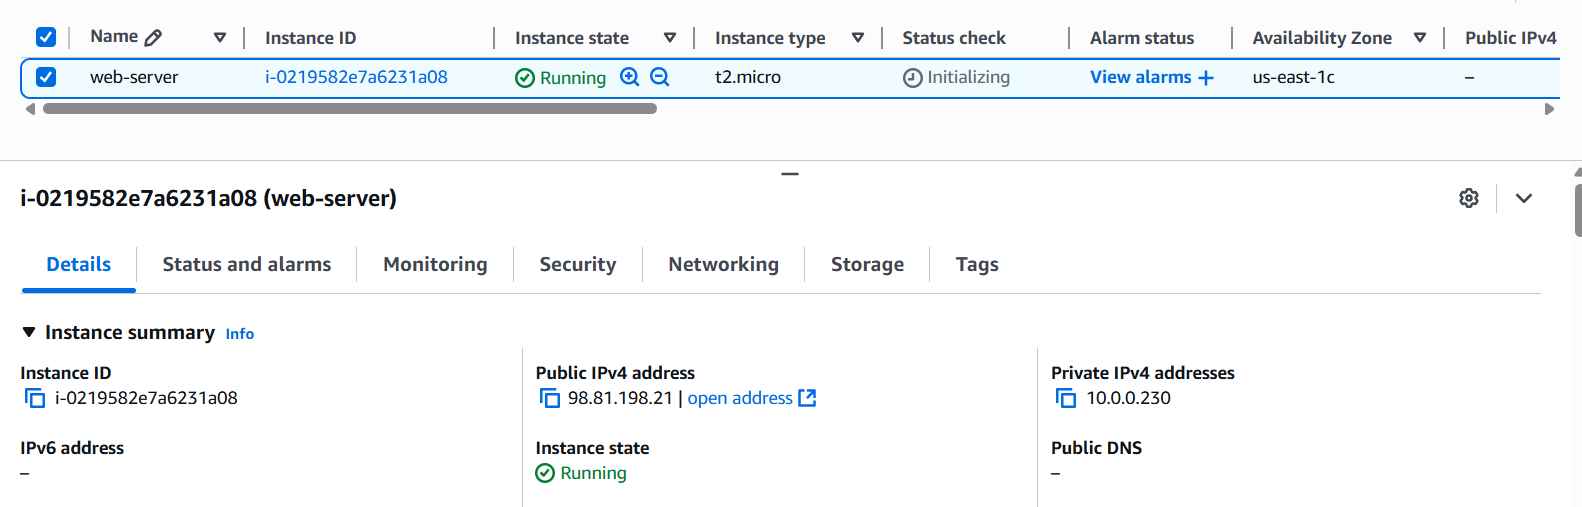 Name Instance ID Instance state Instance type Status check Alarm status Availability Zone Public IPv4
web-server i-0219582e7a6231a08 Running t2.micro Initializing View alarms + us-east-1c –
i-0219582e7a6231a08 (web-server)
Details Status and alarms Monitoring Security Networking Storage Tags
Instance summary Info
Instance ID Public IPv4 address Private IPv4 addresses
i-0219582e7a6231a08 98.81.198.21 | open address 10.0.0.230
IPv6 address Instance state Public DNS
– Running –